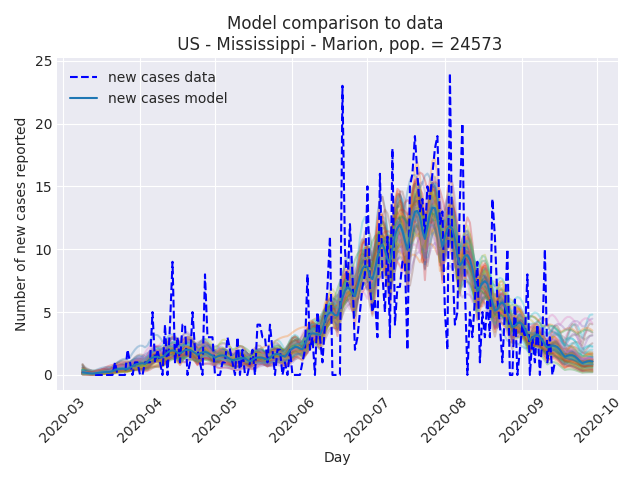 Model comparison to data
US - Mississippi - Marion, pop. = 24573
25
20
15
10
5
0
Number of new cases reported
new cases data
new cases model
2020-03
2020-04
2020-05
2020-06
2020-07
2020-08
2020-09
2020-10
Day